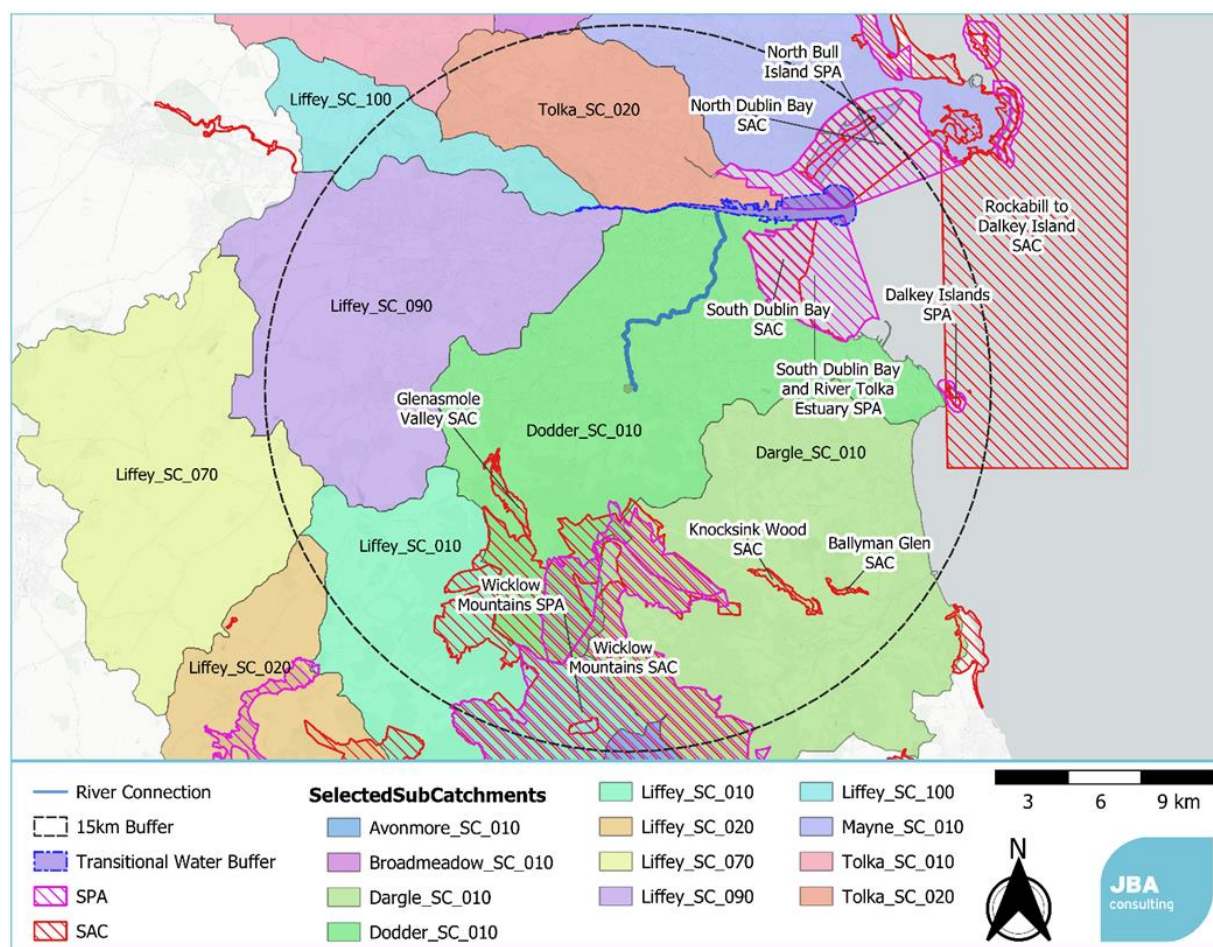 North Bull
Island SPA
Liffey_SC_100
Tolka_SC_020
North Dublin Bay
SAC
Rockabill to
Dalkey Island
SAC
Liffey_SC_090
South Dublin Bay
SAC
Dalkey Islands
SPA
South Dublin Bay
and River Tolka
Estuary SPA
Glenasmole
Valley SAC
Dodder_SC_010
Dargle_SC_010
Liffey_SC_070
Liffey_SC_010
Knocksink Wood
SAC
Ballyman Glen
SAC
Wicklow
Mountains SPA
Wicklow
Mountains SAC
Liffey_SC_020
River Connection
15km Buffer
Transitional Water Buffer
SPA
SAC
SelectedSubCatchments
Avonmore_SC_010
Broadmeadow_SC_010
Dargle_SC_010
Dodder_SC_010
Liffey_SC_010
Liffey_SC_020
Liffey_SC_070
Liffey_SC_090
Liffey_SC_100
Mayne_SC_010
Tolka_SC_010
Tolka_SC_020
3 6 9 km
N
JBA
consulting